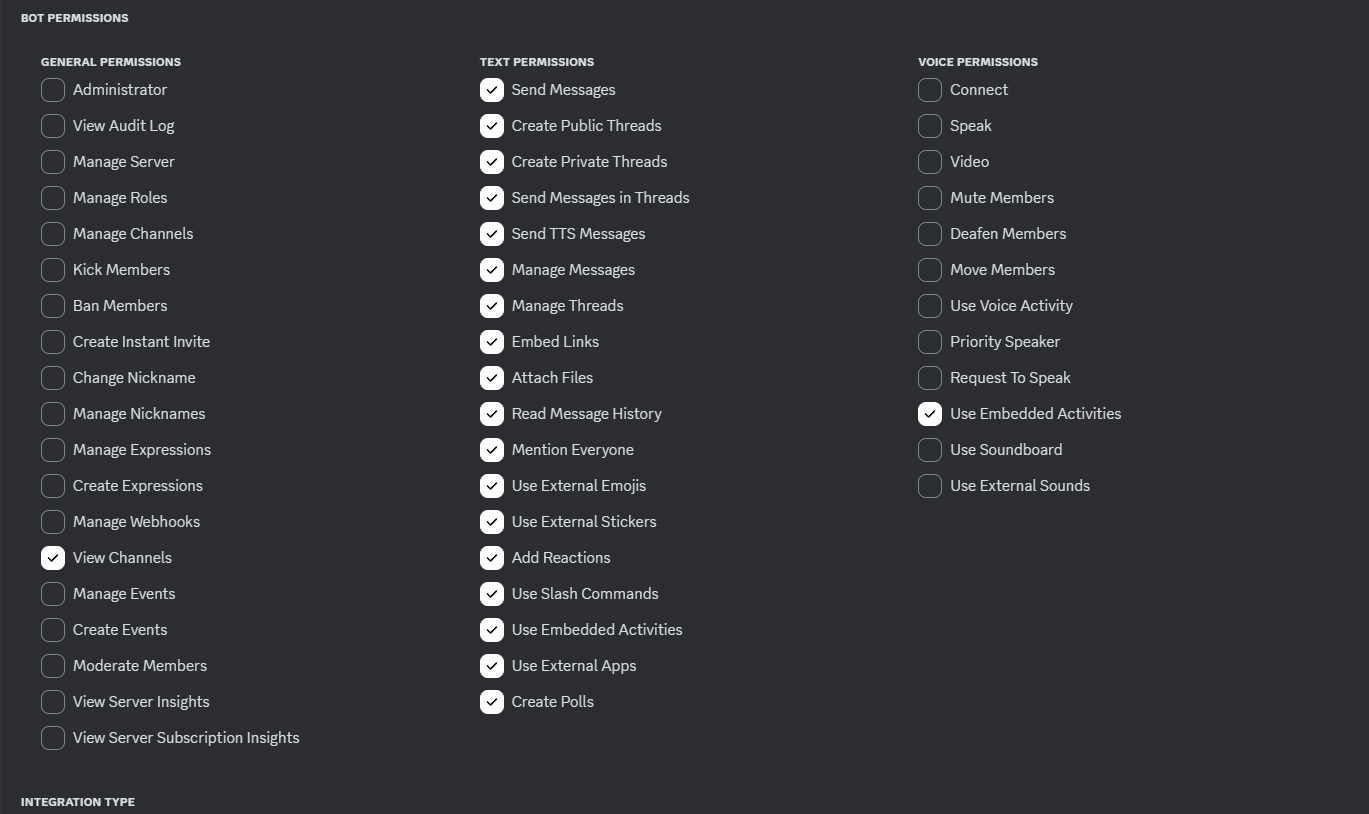 BOT PERMISSIONS
GENERAL PERMISSIONS
Administrator
View Audit Log
Manage Server
Manage Roles
Manage Channels
Kick Members
Ban Members
Create Instant Invite
Change Nickname
Manage Nicknames
Manage Expressions
Create Expressions
Manage Webhooks
View Channels
Manage Events
Create Events
Moderate Members
View Server Insights
View Server Subscription Insights
TEXT PERMISSIONS
Send Messages
Create Public Threads
Create Private Threads
Send Messages in Threads
Send TTS Messages
Manage Messages
Manage Threads
Embed Links
Attach Files
Read Message History
Mention Everyone
Use External Emojis
Use External Stickers
Add Reactions
Use Slash Commands
Use Embedded Activities
Use External Apps
Create Polls
VOICE PERMISSIONS
Connect
Speak
Video
Mute Members
Deafen Members
Move Members
Use Voice Activity
Priority Speaker
Request To Speak
Use Embedded Activities
Use Soundboard
Use External Sounds
INTEGRATION TYPE